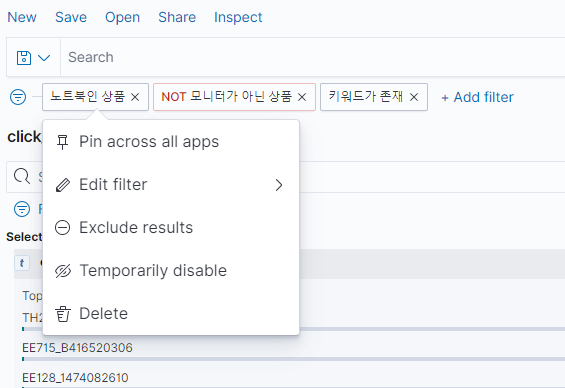 New Save Open Share Inspect
Search
노트북인 상품 × NOT 모니터가 아닌 상품 × 키워드가 존재 × + Add filter
click
Pin across all apps
Edit filter
Exclude results
Select
Temporarily disable
t
Top
Delete
TH2
EE715_B416520306
EE128_1474082610